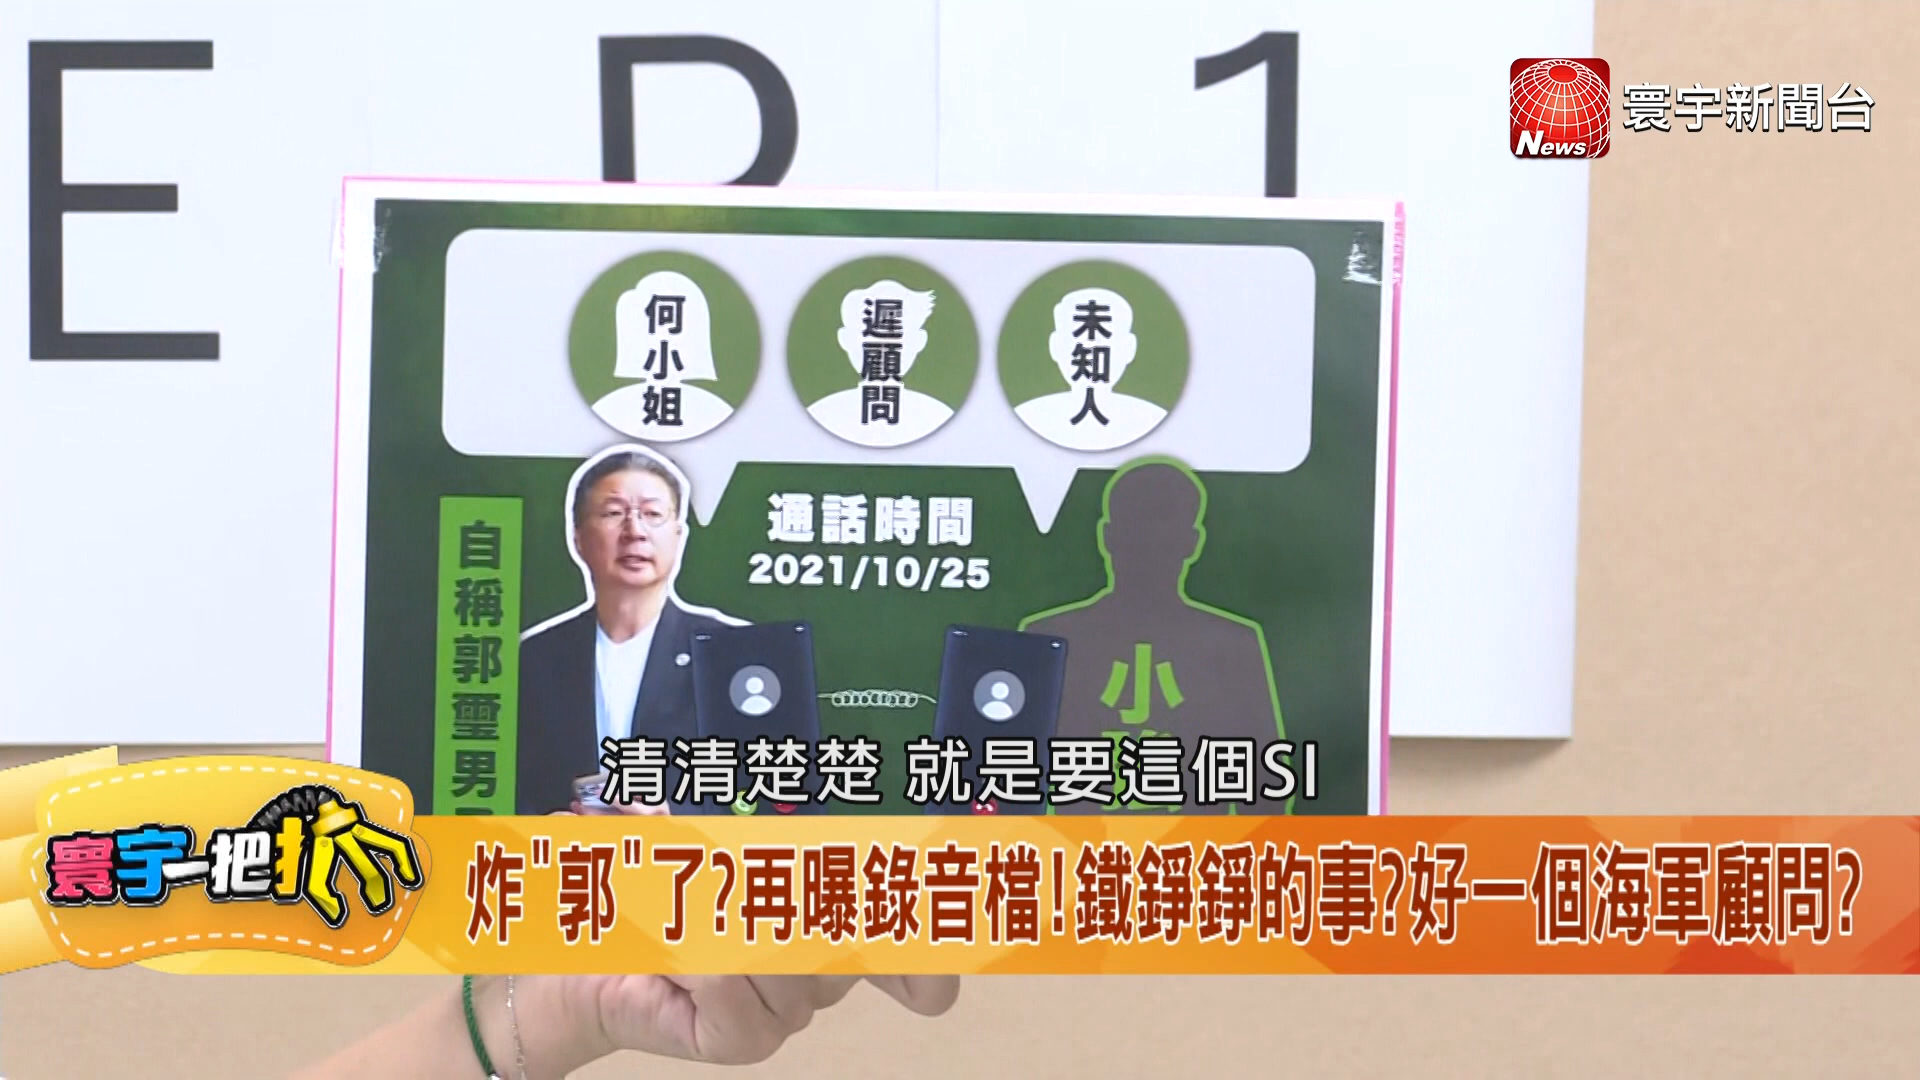 E
1
寰宇新聞台
News
何小姐
遲顧問
未知人
通話時間
2021/10/25
自稱郭璽男
小
清清楚楚 就是要這個SI
寰宇一把抓
炸"郭"了?再曝錄音檔!鐵錚錚的事?好一個海軍顧問?